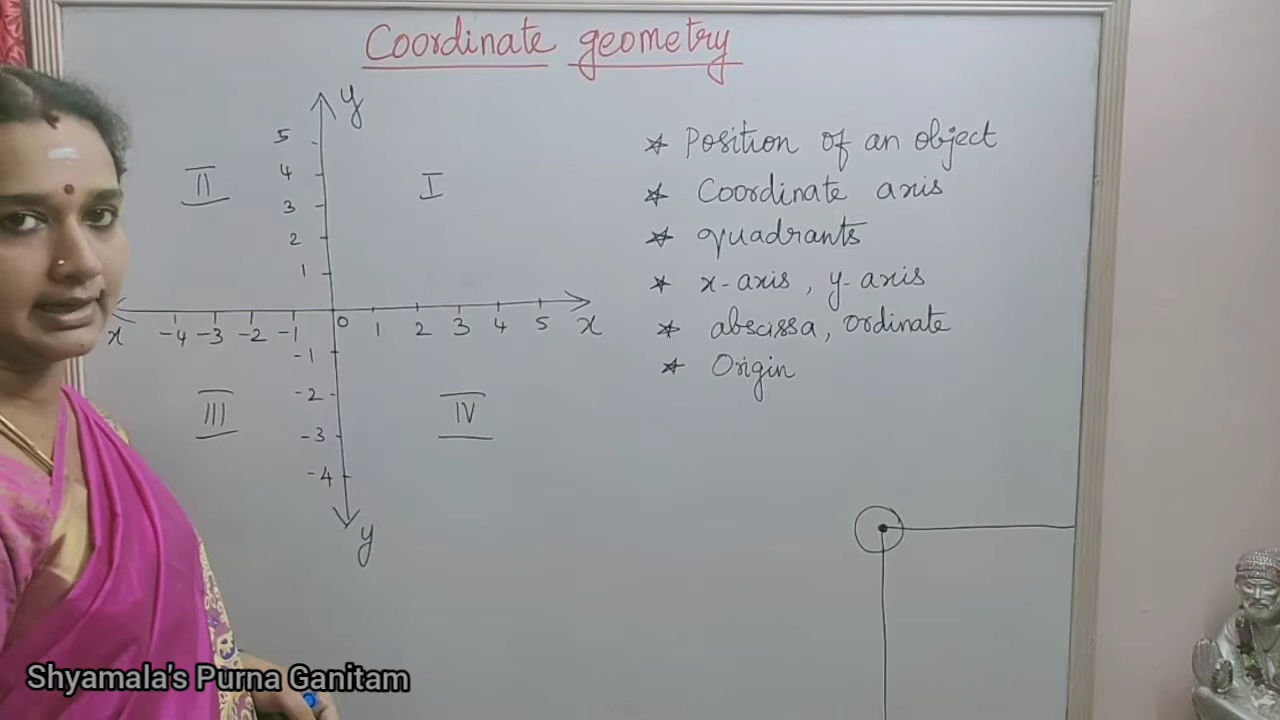 Coordinate geometry
y
5
4
3
2
1
II
I
x -4 -3 -2 -1 0 1 2 3 4 5 x
-1
-2
-3
-4
III
IV
y
* Position of an object
* Coordinate axis
* quadrants
* x-axis, y-axis
* abscissa, ordinate
* Origin
Shyamala's Purna Ganitam